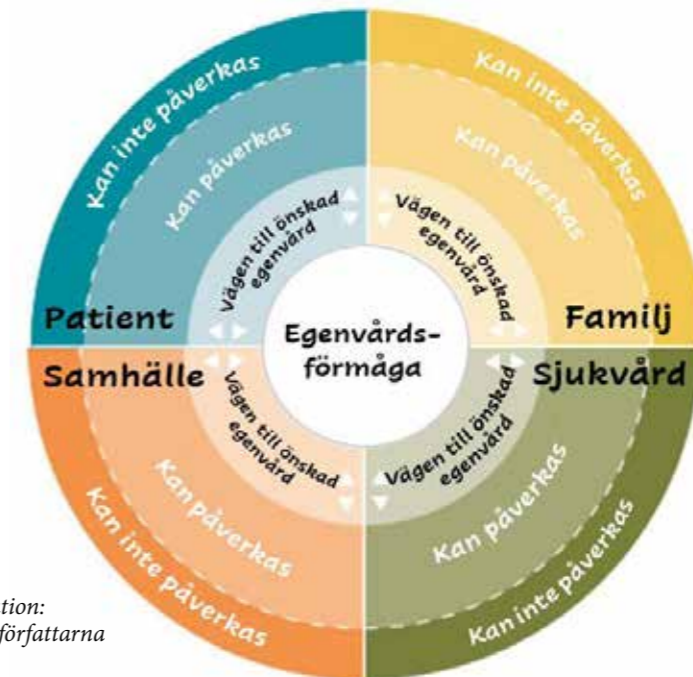 Kan inte påverkas
Kan påverkas
Vägen till önskad
egenvård
Patient
Kan inte påverkas
Kan påverkas
Vägen till önskad
egenvård
Familj
Egenvårds-
förmåga
Samhälle
Vägen till önskad
egenvård
Kan påverkas
Kan inte påverkas
Sjukvård
Vägen till önskad
egenvård
Kan påverkas
Kan inte påverkas
tion:
författarna